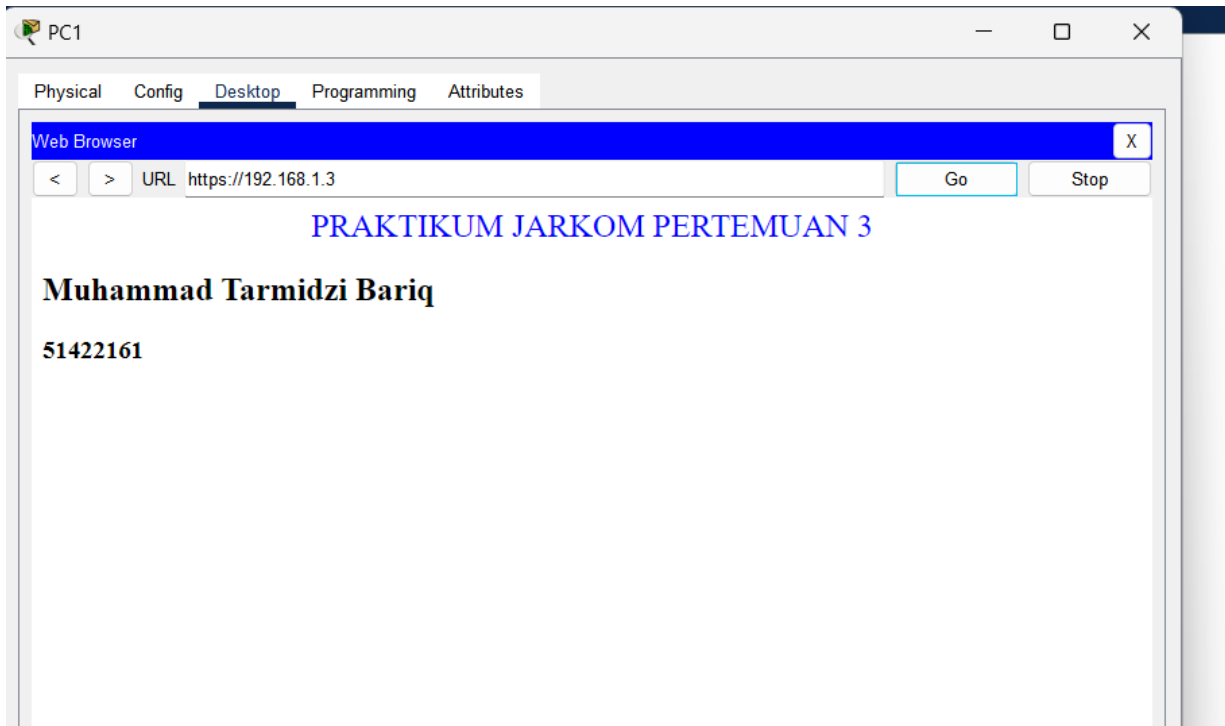 PC1
Physical Config Desktop Programming Attributes
Web Browser X
< > URL https://192.168.1.3 Go Stop
PRAKTIKUM JARKOM PERTEMUAN 3
Muhammad Tarmidzi Bariq
51422161